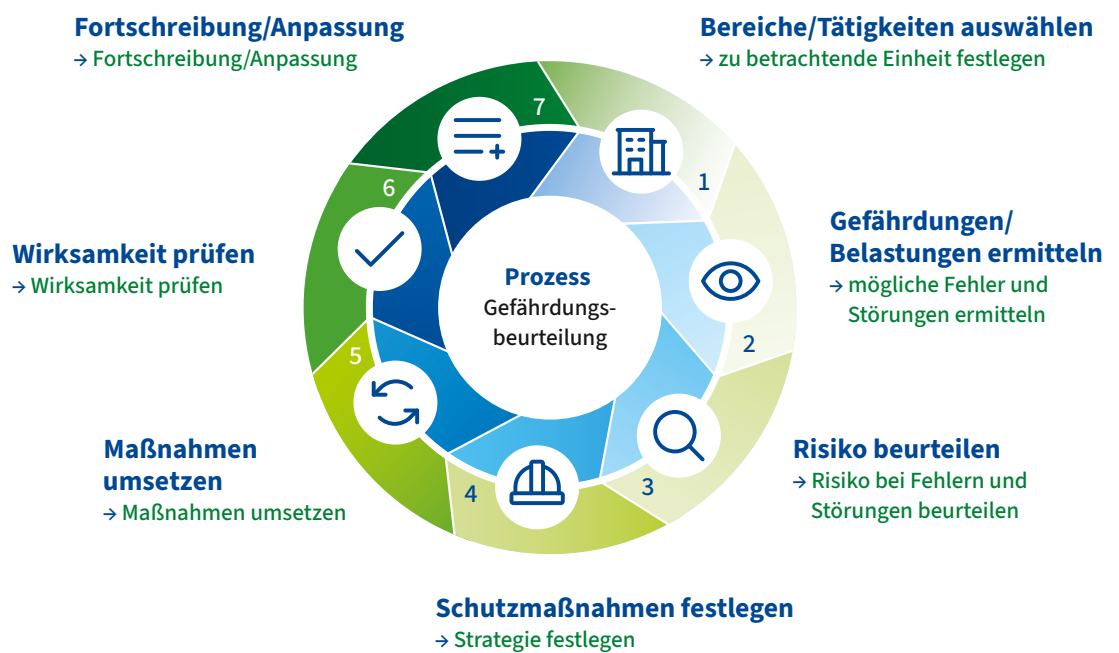 Fortschreibung/Anpassung
→ Fortschreibung/Anpassung
Bereiche/Tätigkeiten auswählen
→ zu betrachtende Einheit festlegen
7
1
6
Gefährdungen/
Belastungen ermitteln
→ mögliche Fehler und
Störungen ermitteln
Wirksamkeit prüfen
→ Wirksamkeit prüfen
Prozess
Gefährdungs-
beurteilung
2
5
Maßnahmen
umsetzen
→ Maßnahmen umsetzen
Risiko beurteilen
→ Risiko bei Fehlern und
Störungen beurteilen
3
4
Schutzmaßnahmen festlegen
→ Strategie festlegen